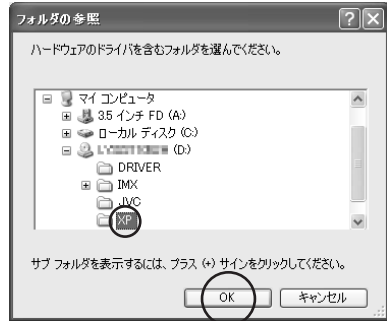 フォルダの参照
ハードウェアのドライバを含むフォルダを選んでください。
マイ コンピュータ
3.5 インチ FD (A:)
ローカル ディスク (C:)
(D:)
DRIVER
IMX
JVC
XP
サブ フォルダを表示するには、プラス (+) サインをクリックしてください。
OK キャンセル